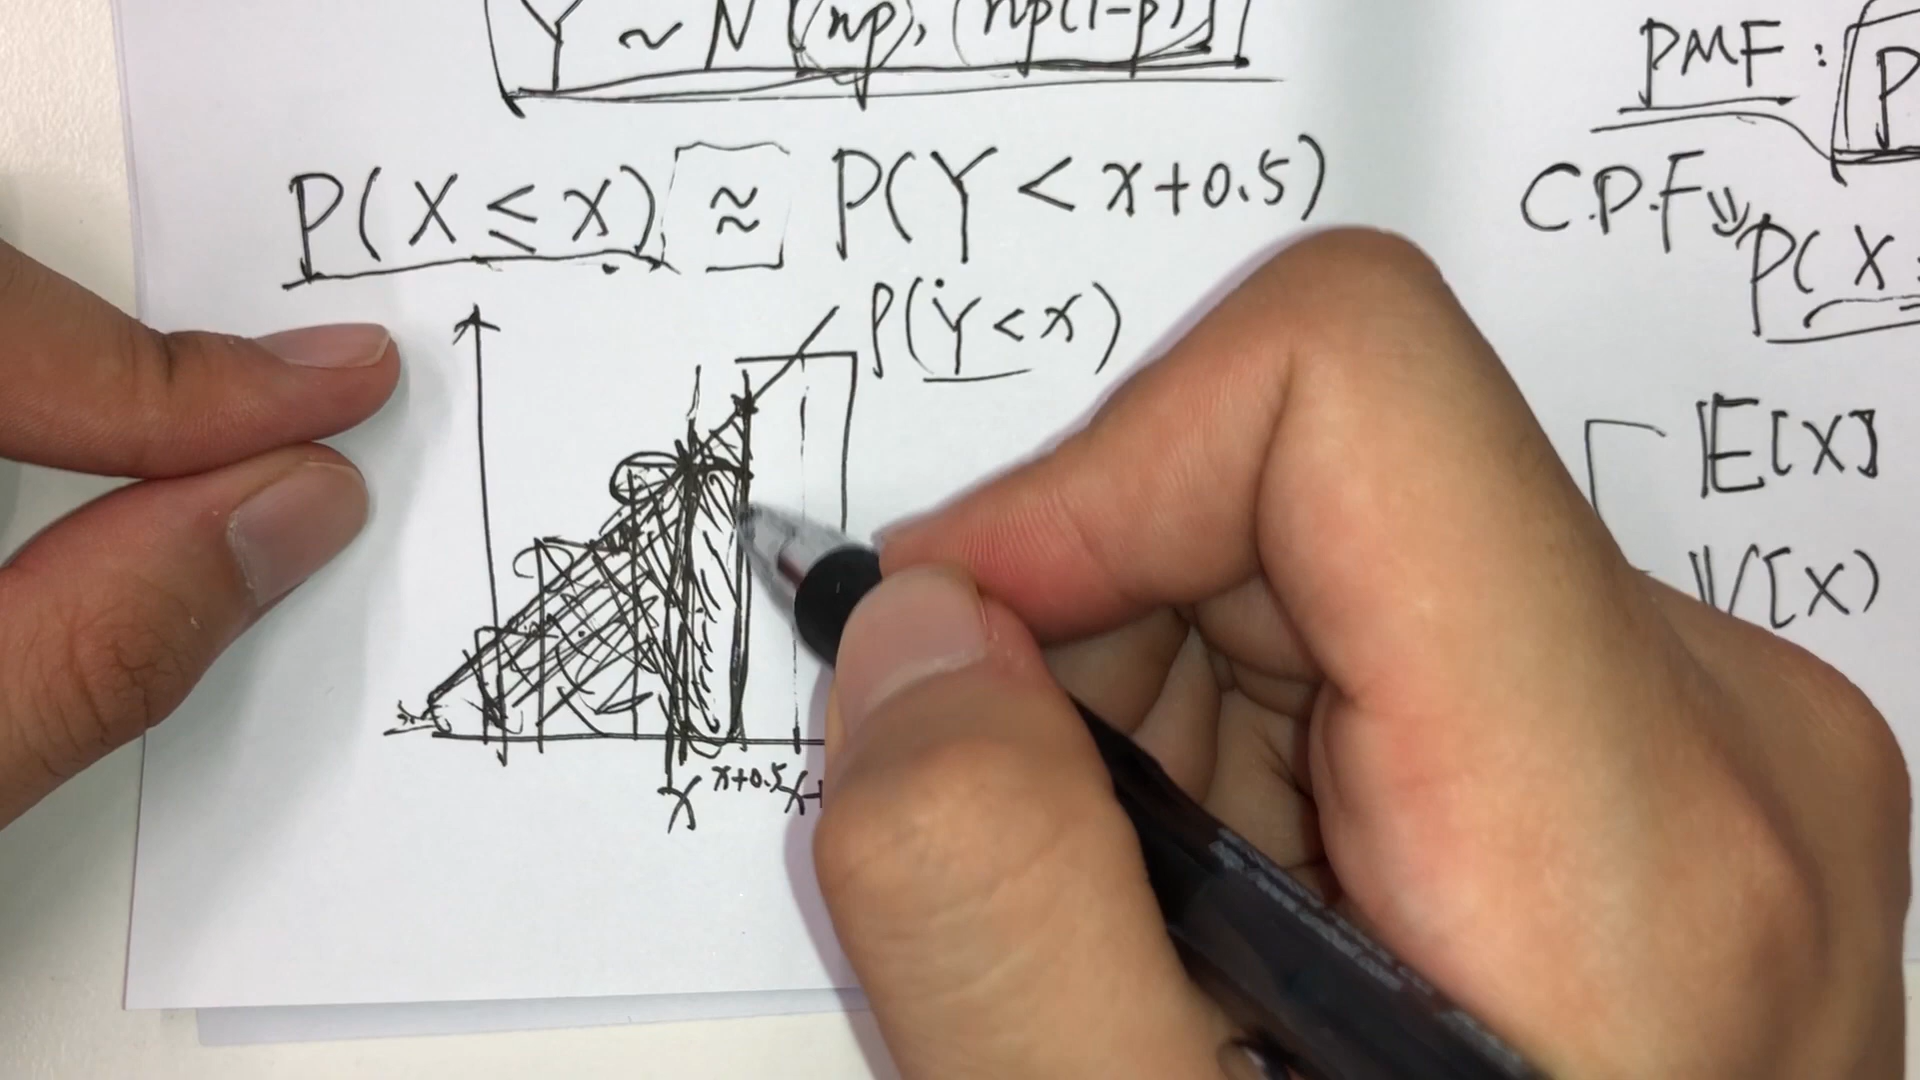 Y ~ N (np), (np(1-p))
P(X ≤ x) ≈ P(Y < x+0.5)
P(Y < x)
x x+0.5
PMF: P
C.P.F
P(X
E[X]
V[X)